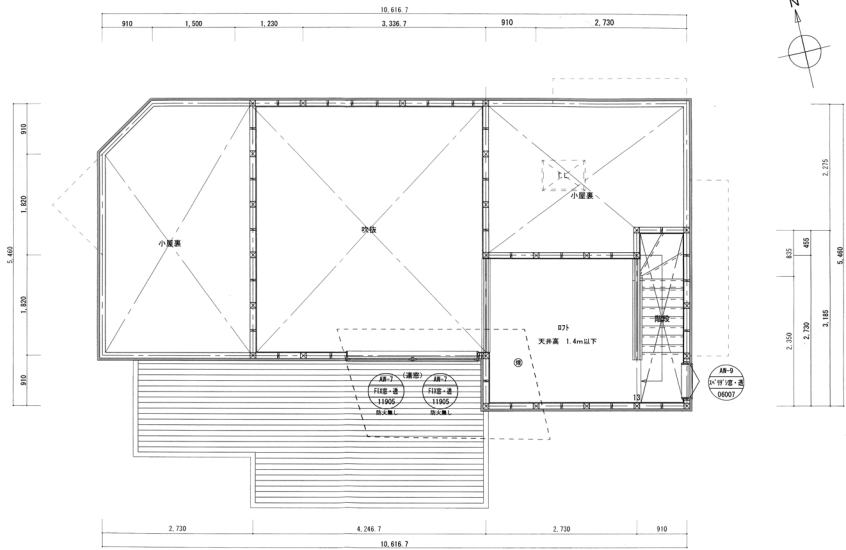 10,616.7
910
1,500
1,230
3,336.7
910
2,730
N
5,460
910
1,820
1,820
910
小屋裏
吹抜
小屋裏
ロフト
天井高 1.4m以下
煙
階段
13
(連窓)
AW-7
FIX窓・透
11905
防火無し
AW-7
FIX窓・透
11905
防火無し
AW-9
06007
835
2,350
455
2,730
2,275
3,185
5,460
2,730
4,246.7
2,730
910
10,616.7